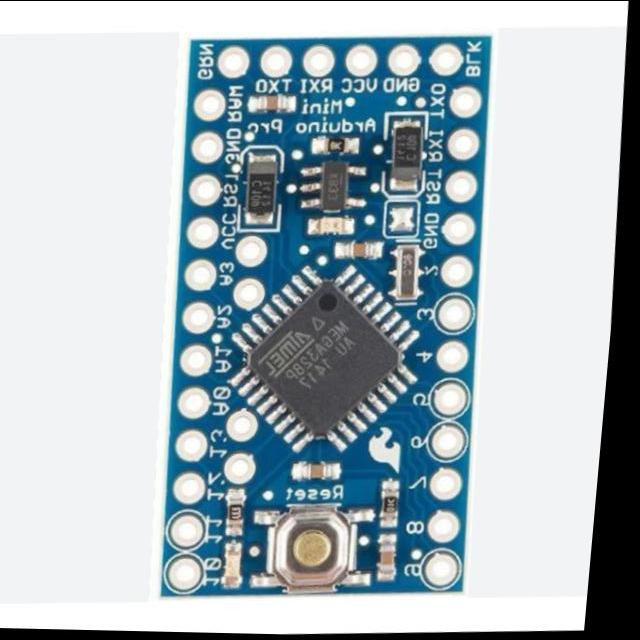 GRN
BLK
GND VCC RXI TXO
RAW
TXO
Mini
Arduino Pro
GND
RXI
RST
RST
VCC
GND
A3
2
A2
3
A1
4
A0
5
13
6
12
7
11
8
10
9
ATMEL
MEGA328P
AU 1417
Reset